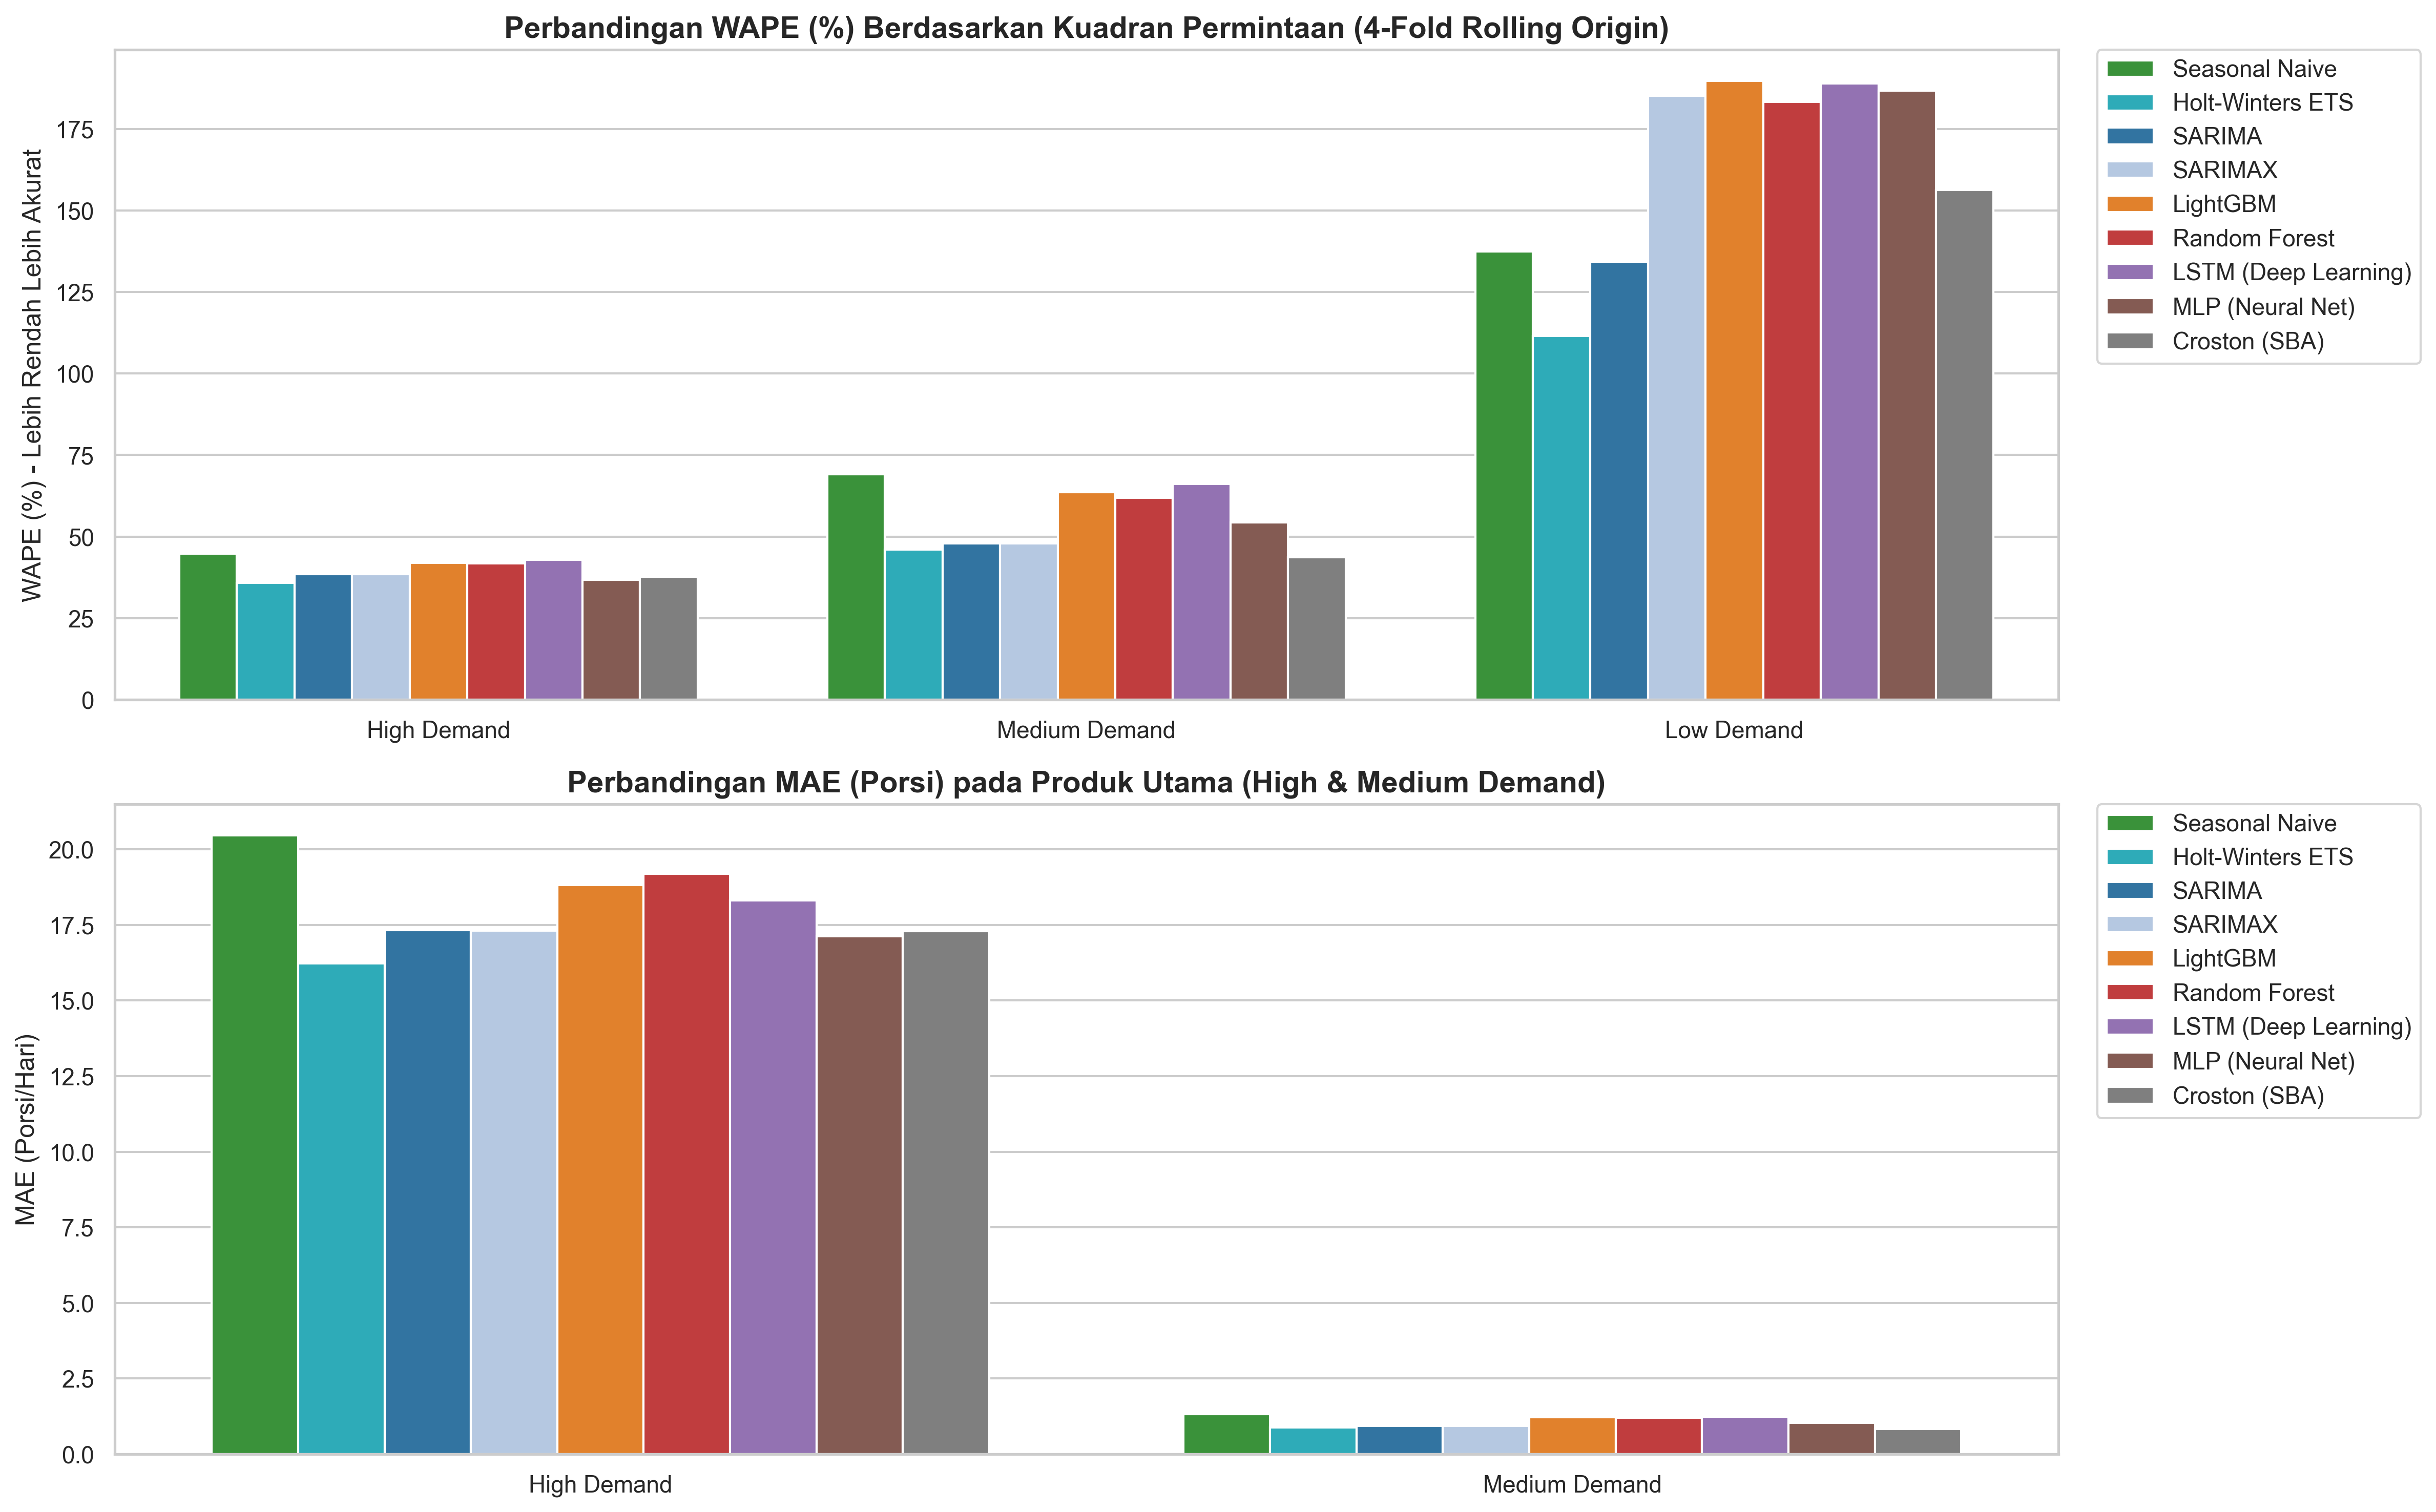 Perbandingan WAPE (%) Berdasarkan Kuadran Permintaan (4-Fold Rolling Origin)
WAPE (%) - Lebih Rendah Lebih Akurat
175
150
125
100
75
50
25
0
High Demand
Medium Demand
Low Demand
Seasonal Naive
Holt-Winters ETS
SARIMA
SARIMAX
LightGBM
Random Forest
LSTM (Deep Learning)
MLP (Neural Net)
Croston (SBA)
Perbandingan MAE (Porsi) pada Produk Utama (High & Medium Demand)
MAE (Porsi/Hari)
20.0
17.5
15.0
12.5
10.0
7.5
5.0
2.5
0.0
High Demand
Medium Demand
Seasonal Naive
Holt-Winters ETS
SARIMA
SARIMAX
LightGBM
Random Forest
LSTM (Deep Learning)
MLP (Neural Net)
Croston (SBA)